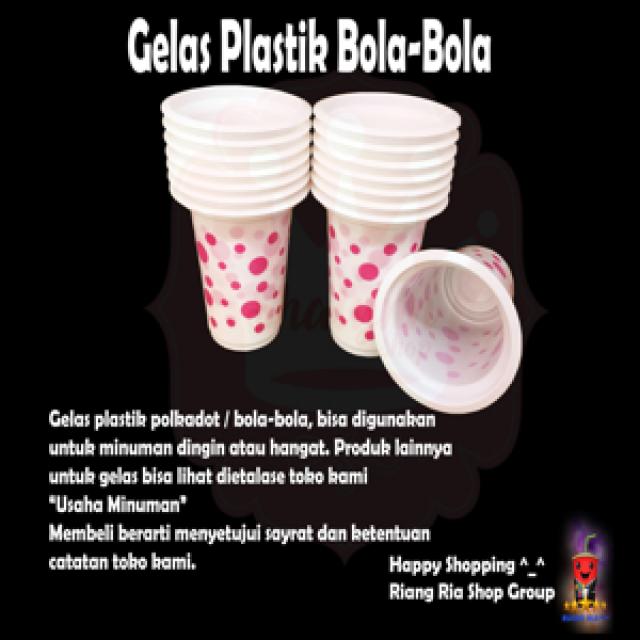 Gelas Plastik Bola-Bola
Gelas plastik polkadot / bola-bola, bisa digunakan
untuk minuman dingin atau hangat. Produk lainnya
untuk gelas bisa lihat dietalase toko kami
"Usaha Minuman"
Membeli berarti menyetujui sayrat dan ketentuan
catatan toko kami.
Happy Shopping ^_^
Riang Ria Shop Group